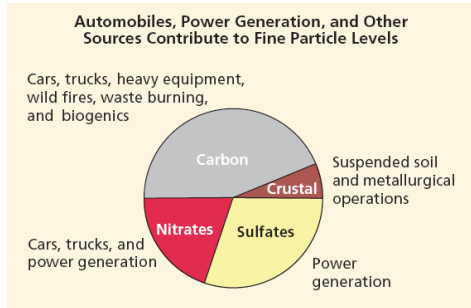 Automobiles, Power Generation, and Other
Sources Contribute to Fine Particle Levels
Cars, trucks, heavy equipment,
wild fires, waste burning,
and biogenics
Carbon
Crustal
Suspended soil
and metallurgical
operations
Nitrates
Sulfates
Cars, trucks, and
power generation
Power
generation